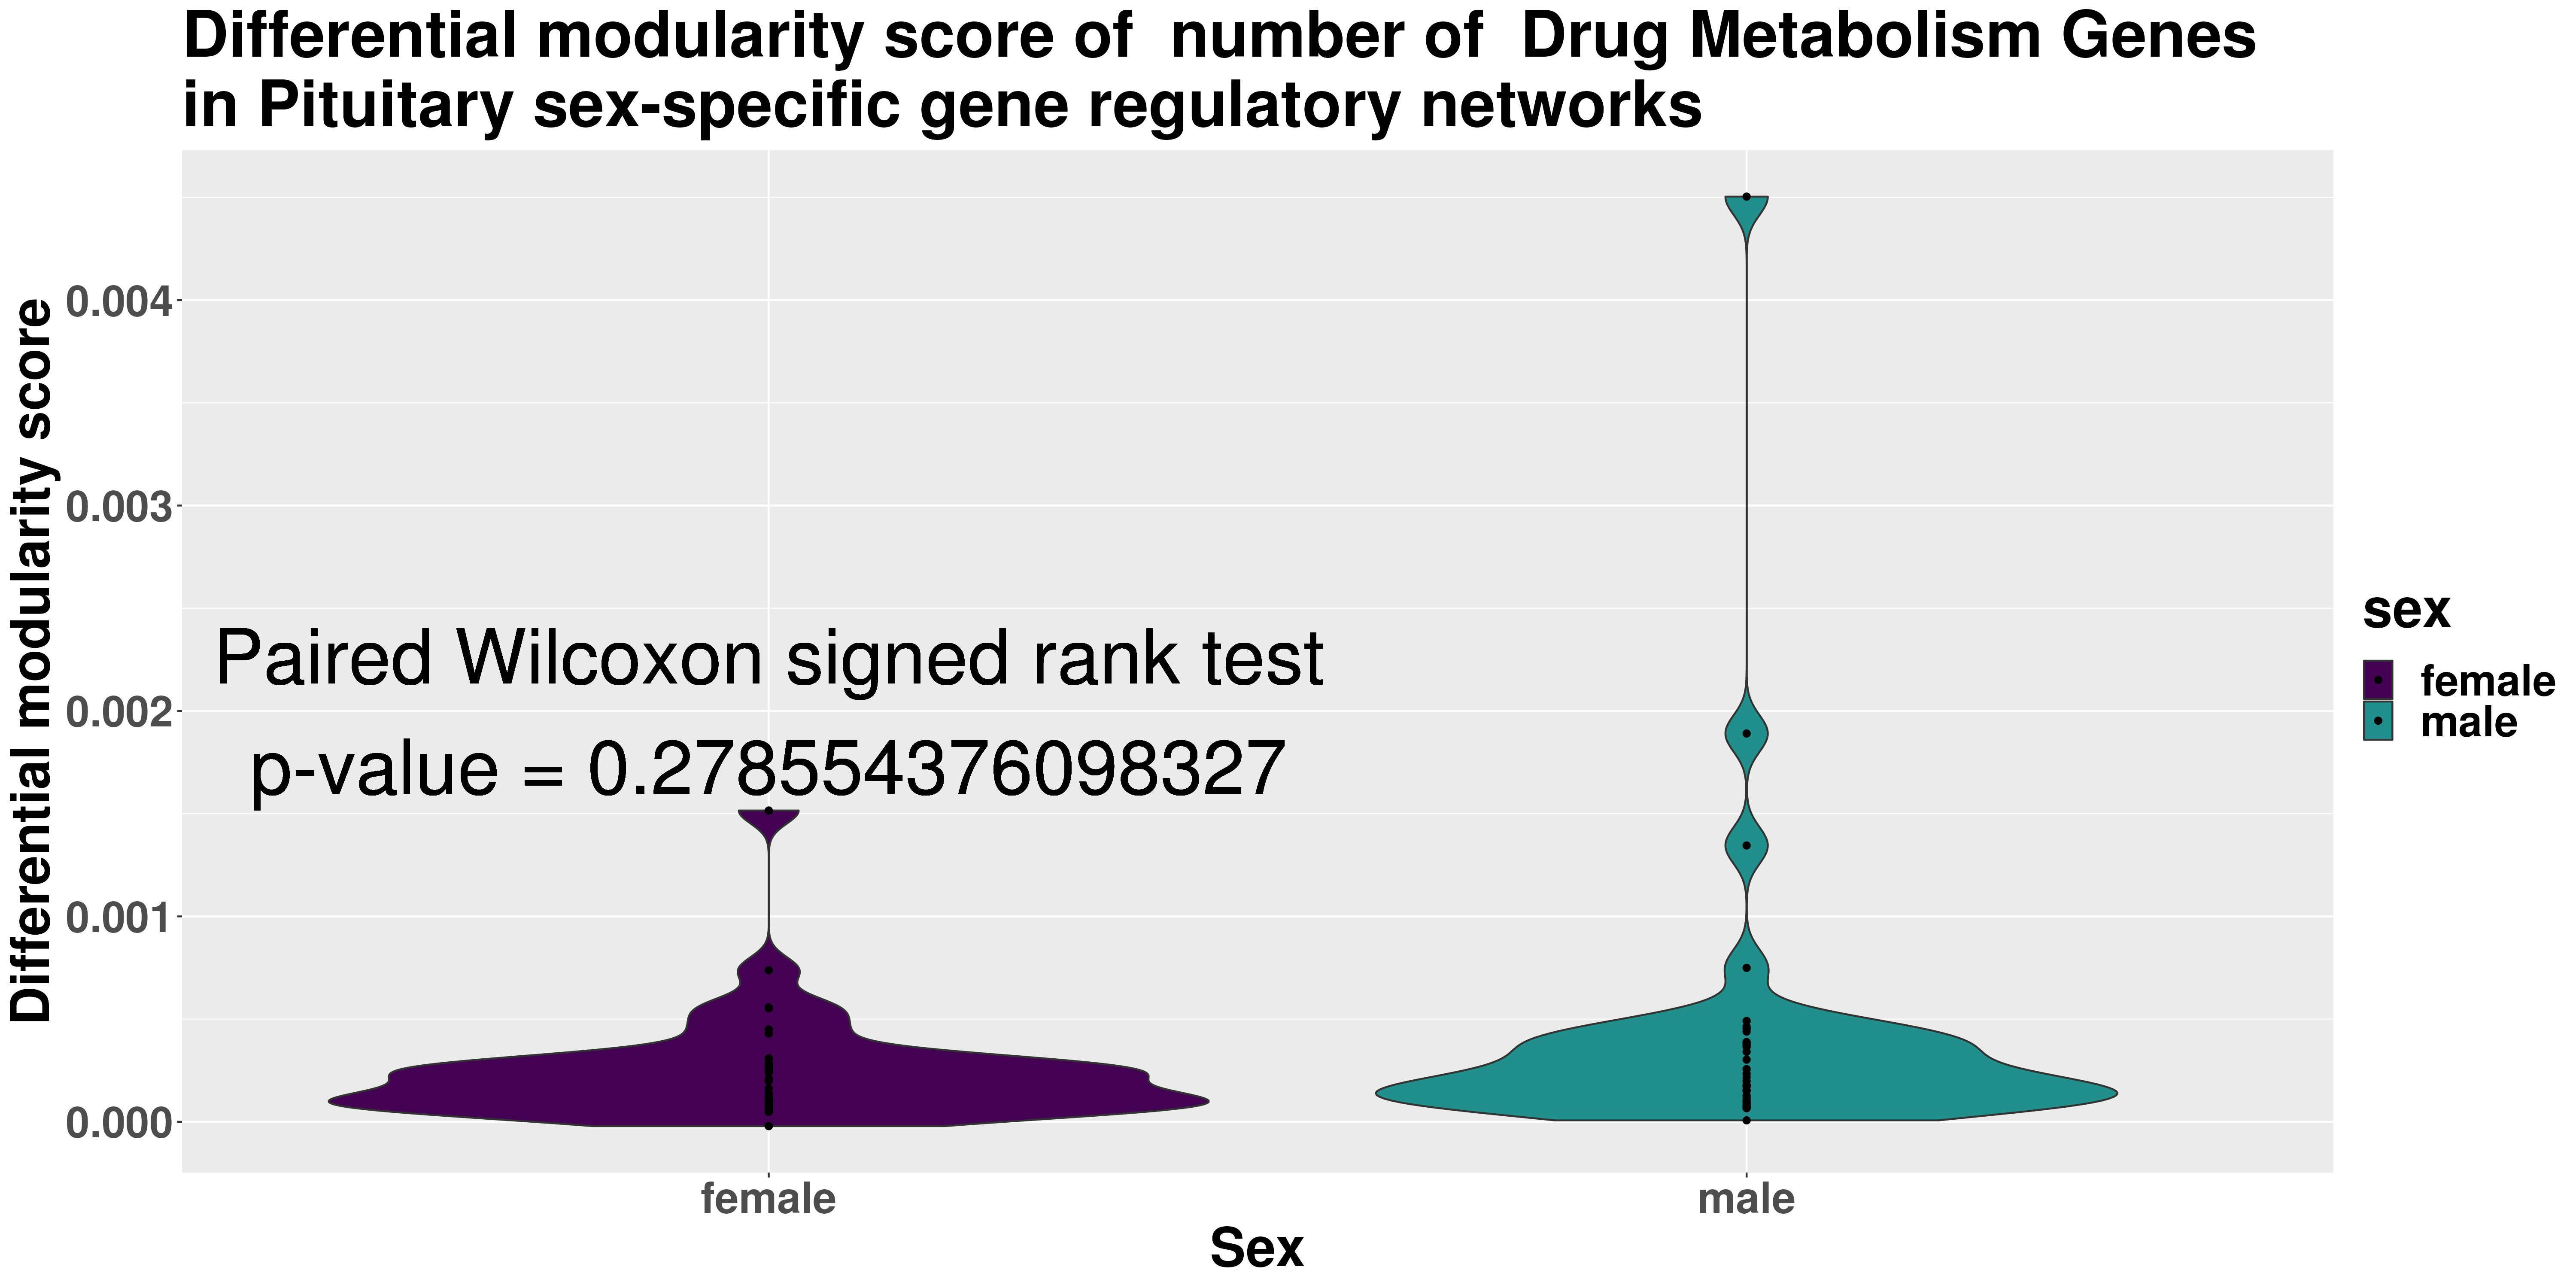 Differential modularity score of  number of  Drug Metabolism Genes
in Pituitary sex-specific gene regulatory networks
Differential modularity score
0.004
0.003
0.002
0.001
0.000
Paired Wilcoxon signed rank test
p-value = 0.278554376098327
female
male
Sex
sex
female
male